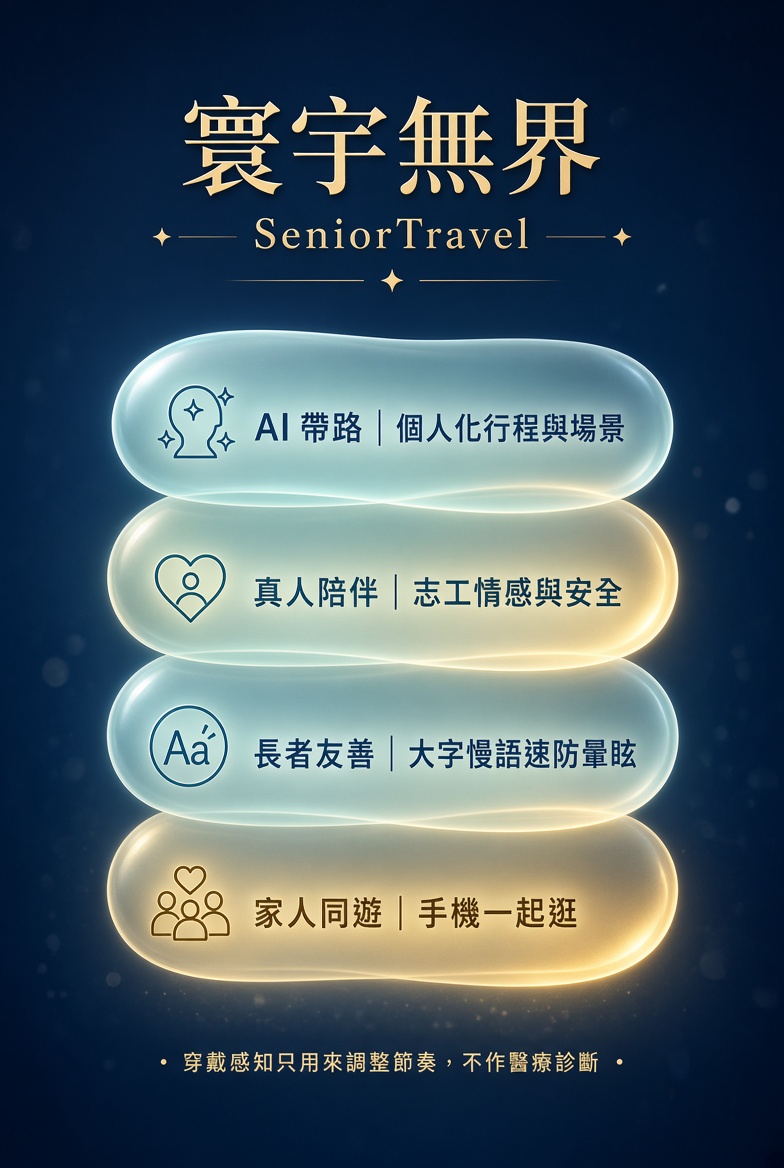 寰宇無界
SeniorTravel
AI 帶路｜個人化行程與場景
真人陪伴｜志工情感與安全
Aa
長者友善｜大字慢語速防暈眩
家人同遊｜手機一起逛
• 穿戴感知只用來調整節奏，不作醫療診斷 •